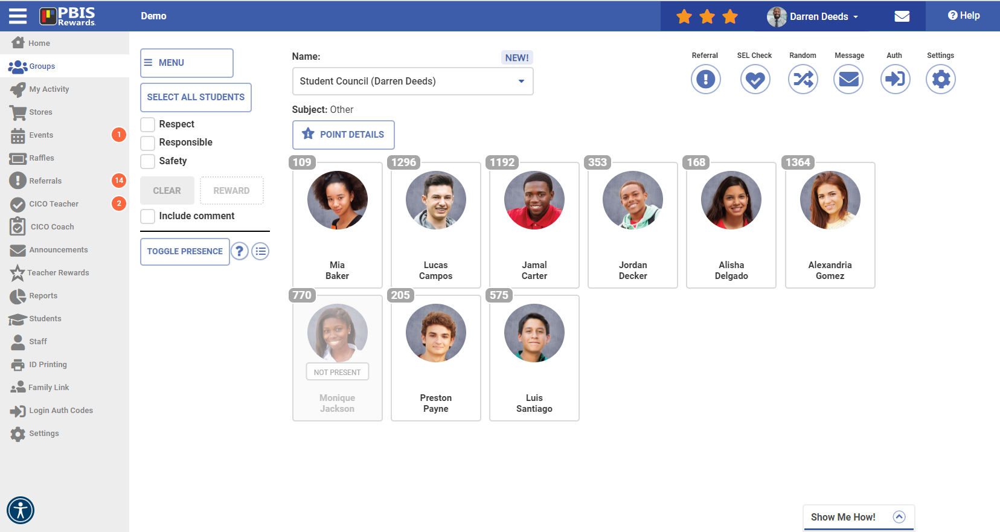 PBIS
Rewards
Demo
Darren Deeds
Help
Home
Groups
My Activity
Stores
Events
1
Raffles
Referrals
14
CICO Teacher
2
CICO Coach
Announcements
Teacher Rewards
Reports
Students
Staff
ID Printing
Family Link
Login Auth Codes
Settings
MENU
SELECT ALL STUDENTS
Respect
Responsible
Safety
CLEAR
REWARD
Include comment
TOGGLE PRESENCE
?
Name:
NEW!
Student Council (Darren Deeds)
Subject: Other
POINT DETAILS
Referral
SEL Check
Random
Message
Auth
Settings
109
Mia
Baker
1296
Lucas
Campos
1192
Jamal
Carter
353
Jordan
Decker
168
Alisha
Delgado
1364
Alexandria
Gomez
770
NOT PRESENT
Monique
Jackson
205
Preston
Payne
575
Luis
Santiago
Show Me How!